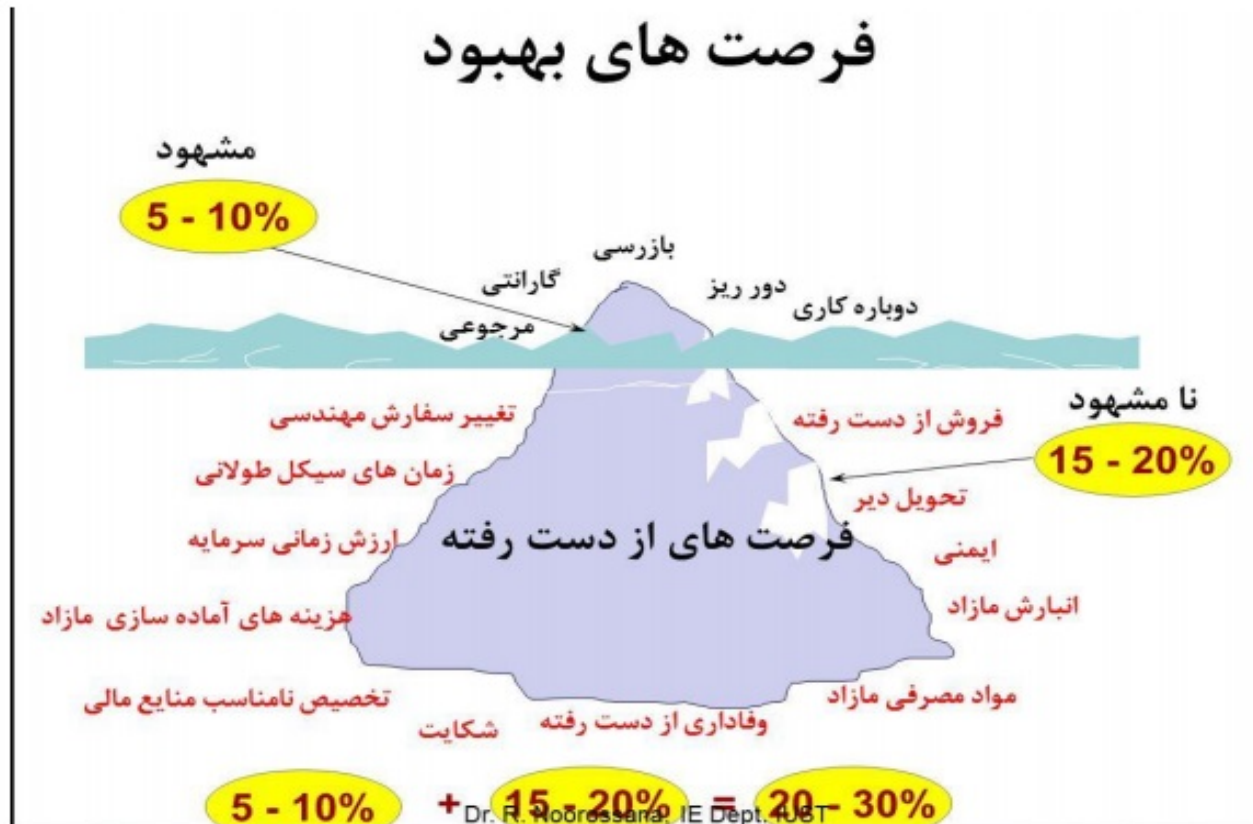 فرصت های بهبود
مشهود
5 - 10%
بازرسی
گارانتی
دور ریز
دوباره کاری
مرجوعی
نا مشهود
15 - 20%
تغییر سفارش مهندسی
فروش از دست رفته
زمان های سیکل طولانی
تحویل دیر
فرصت های از دست رفته
ارزش زمانی سرمایه
ایمنی
هزینه های آماده سازی مازاد
انبارش مازاد
تخصیص نامناسب منایع مالی
مواد مصرفی مازاد
شکایت
وفاداری از دست رفته
5 - 10% + 15 - 20% = 20 - 30%
Dr. R. Noorossana, IE Dept. IUST